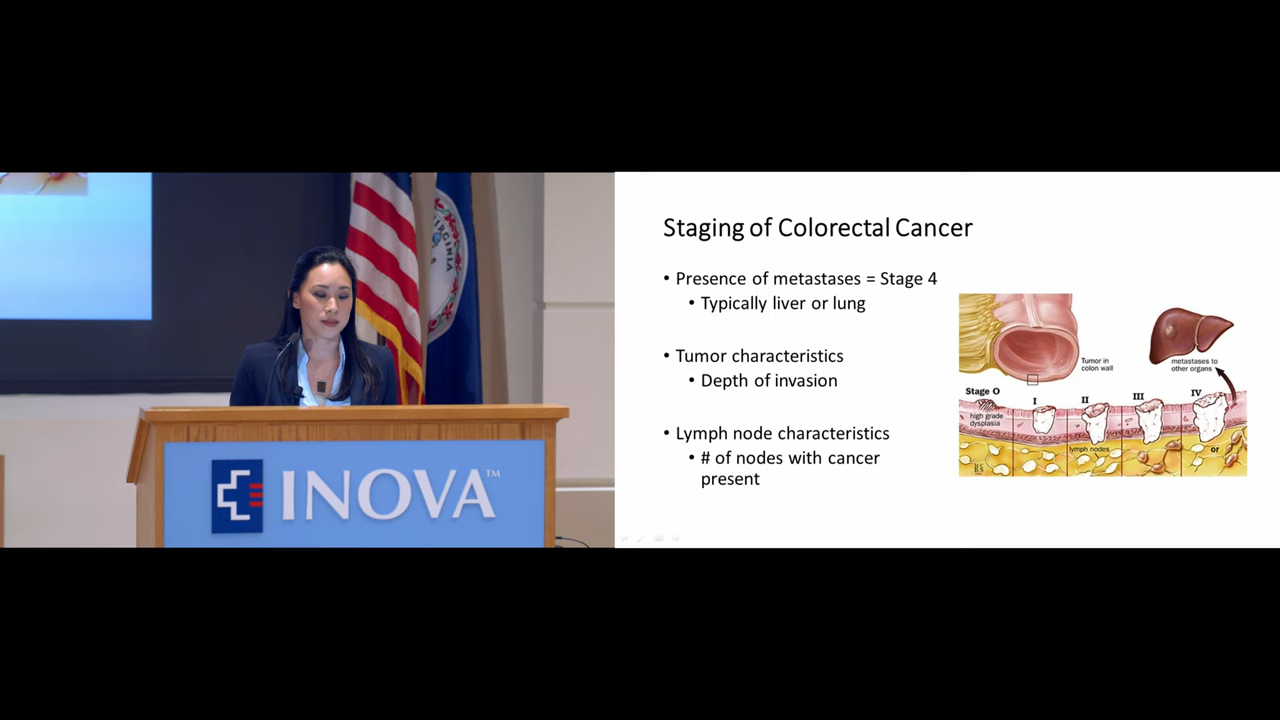 VIRGINIA
INOVA™
Staging of Colorectal Cancer
• Presence of metastases = Stage 4
• Typically liver or lung
• Tumor characteristics
• Depth of invasion
• Lymph node characteristics
• # of nodes with cancer
present
Tumor in
colon wall
metastases to
other organs
Stage O
I
II
III
IV
high grade
dysplasia
lymph nodes
or